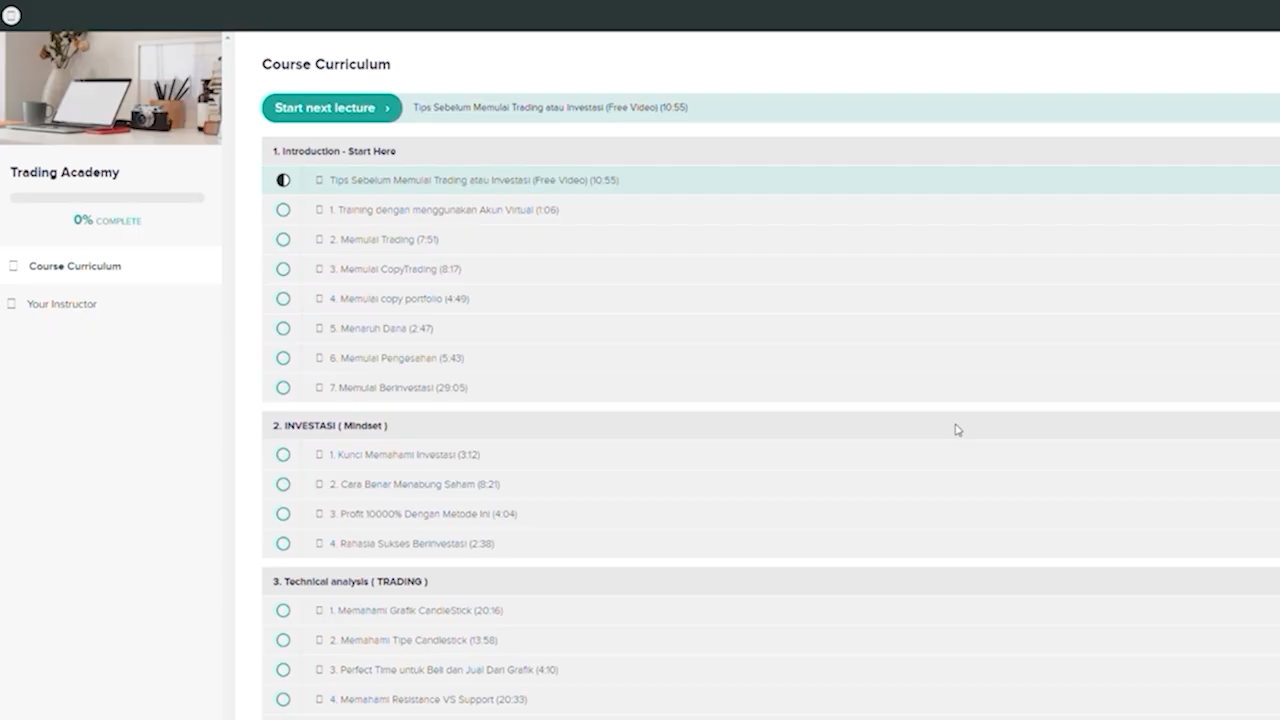 Course Curriculum
Start next lecture › Tips Sebelum Memulai Trading atau Investasi (Free Video) (10:55)
Trading Academy
0% COMPLETE
Course Curriculum
Your Instructor
1. Introduction - Start Here
Tips Sebelum Memulai Trading atau Investasi (Free Video) (10:55)
1. Training dengan menggunakan Akun Virtual (1:06)
2. Memulai Trading (7:51)
3. Memulai CopyTrading (8:17)
4. Memulai copy portfolio (4:49)
5. Menaruh Dana (2:47)
6. Memulai Pengesahan (5:43)
7. Memulai Berinvestasi (29:05)
2. INVESTASI ( Mindset )
1. Kunci Memahami Investasi (3:12)
2. Cara Benar Menabung Saham (8:21)
3. Profit 10000% Dengan Metode Ini (4:04)
4. Rahasia Sukses Berinvestasi (2:38)
3. Technical analysis ( TRADING )
1. Memahami Grafik CandleStick (20:16)
2. Memahami Tipe Candlestick (13:58)
3. Perfect Time untuk Beli dan Jual Dari Grafik (4:10)
4. Memahami Resistance VS Support (20:33)